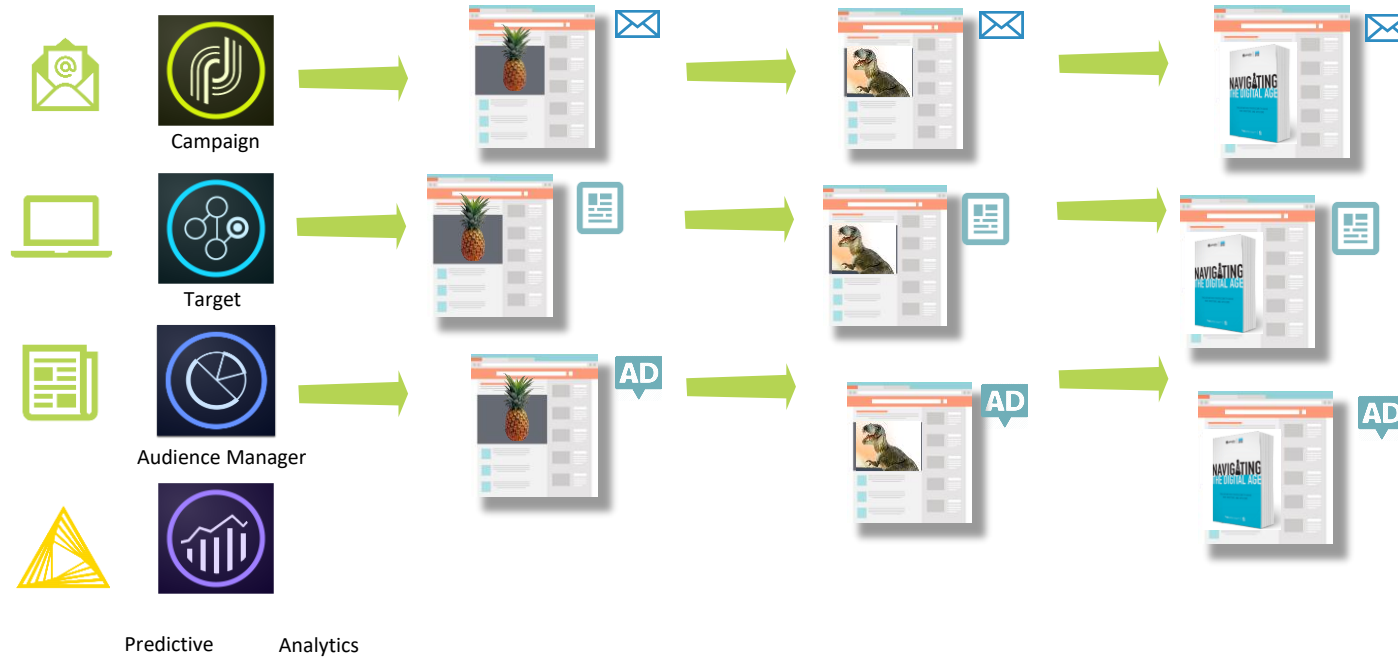 @
Campaign
NAVIGATING
THE DIGITAL AGE
Target
NAVIGATING
THE DIGITAL AGE
AD
AD
AD
Audience Manager
NAVIGATING
THE DIGITAL AGE
Predictive Analytics